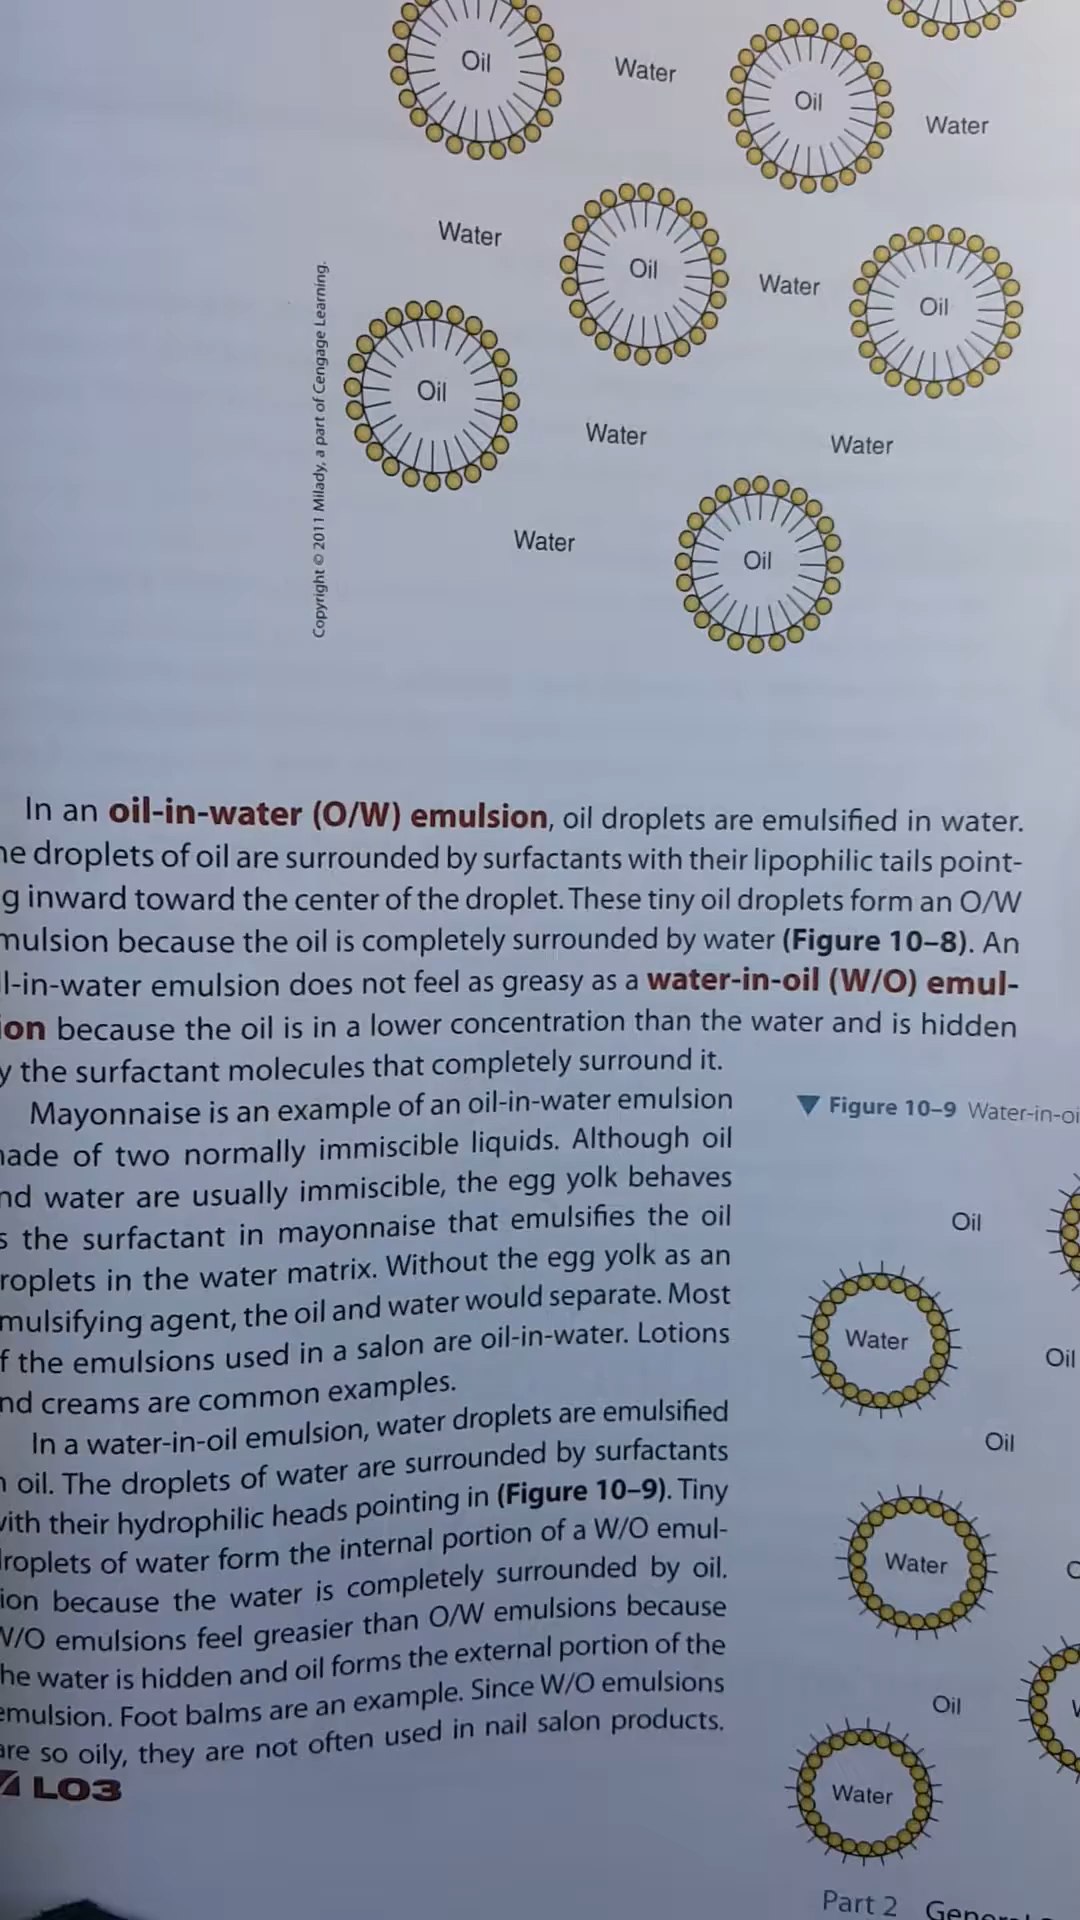 Oil
Water
Oil
Water
Water
Oil
Water
Oil
Oil
Water
Water
Water
Oil
Copyright © 2011 Milady, a part of Cengage Learning.
In an oil-in-water (O/W) emulsion, oil droplets are emulsified in water.
he droplets of oil are surrounded by surfactants with their lipophilic tails point-
g inward toward the center of the droplet. These tiny oil droplets form an O/W
mulsion because the oil is completely surrounded by water (Figure 10–8). An
l-in-water emulsion does not feel as greasy as a water-in-oil (W/O) emul-
ion because the oil is in a lower concentration than the water and is hidden
y the surfactant molecules that completely surround it.
Mayonnaise is an example of an oil-in-water emulsion
ade of two normally immiscible liquids. Although oil
nd water are usually immiscible, the egg yolk behaves
s the surfactant in mayonnaise that emulsifies the oil
roplets in the water matrix. Without the egg yolk as an
mulsifying agent, the oil and water would separate. Most
f the emulsions used in a salon are oil-in-water. Lotions
nd creams are common examples.
In a water-in-oil emulsion, water droplets are emulsified
n oil. The droplets of water are surrounded by surfactants
with their hydrophilic heads pointing in (Figure 10–9). Tiny
droplets of water form the internal portion of a W/O emul-
ion because the water is completely surrounded by oil.
W/O emulsions feel greasier than O/W emulsions because
he water is hidden and oil forms the external portion of the
emulsion. Foot balms are an example. Since W/O emulsions
are so oily, they are not often used in nail salon products.
LO3
Figure 10–9 Water-in-oi
Oil
Water
Oil
Oil
Water
Oil
Water
Part 2